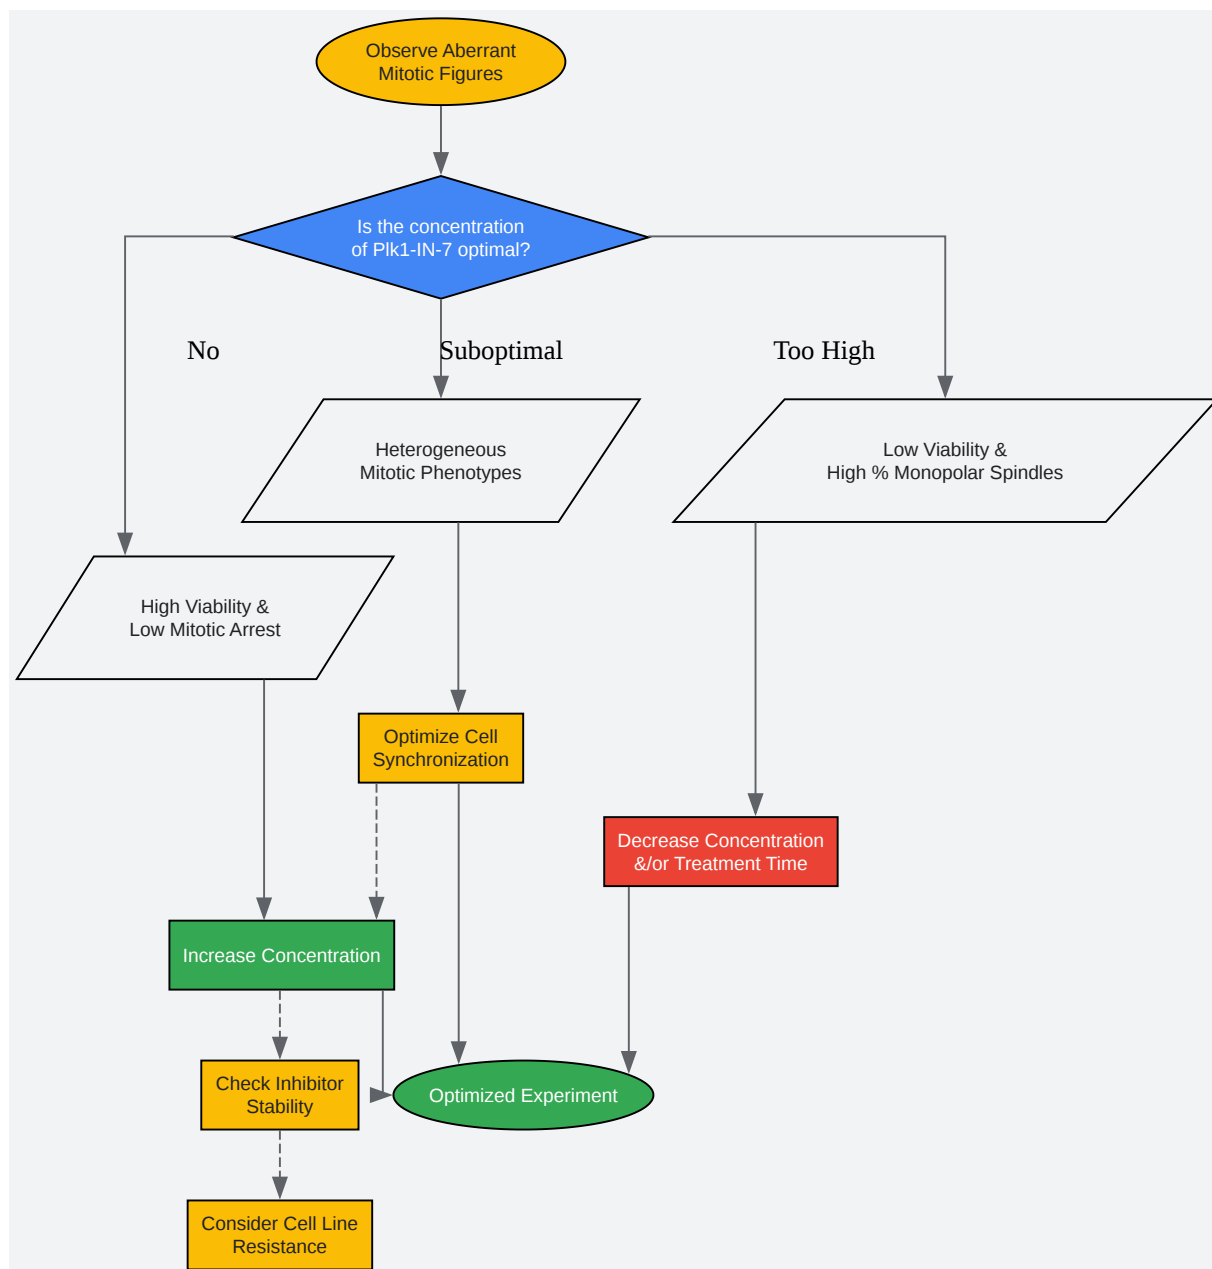 Observe Aberrant
Mitotic Figures
Is the concentration
of Plk1-IN-7 optimal?
No
Suboptimal
Too High
Heterogeneous
Mitotic Phenotypes
Low Viability &
High % Monopolar Spindles
High Viability &
Low Mitotic Arrest
Optimize Cell
Synchronization
Decrease Concentration
&/or Treatment Time
Increase Concentration
Check Inhibitor
Stability
Optimized Experiment
Consider Cell Line
Resistance